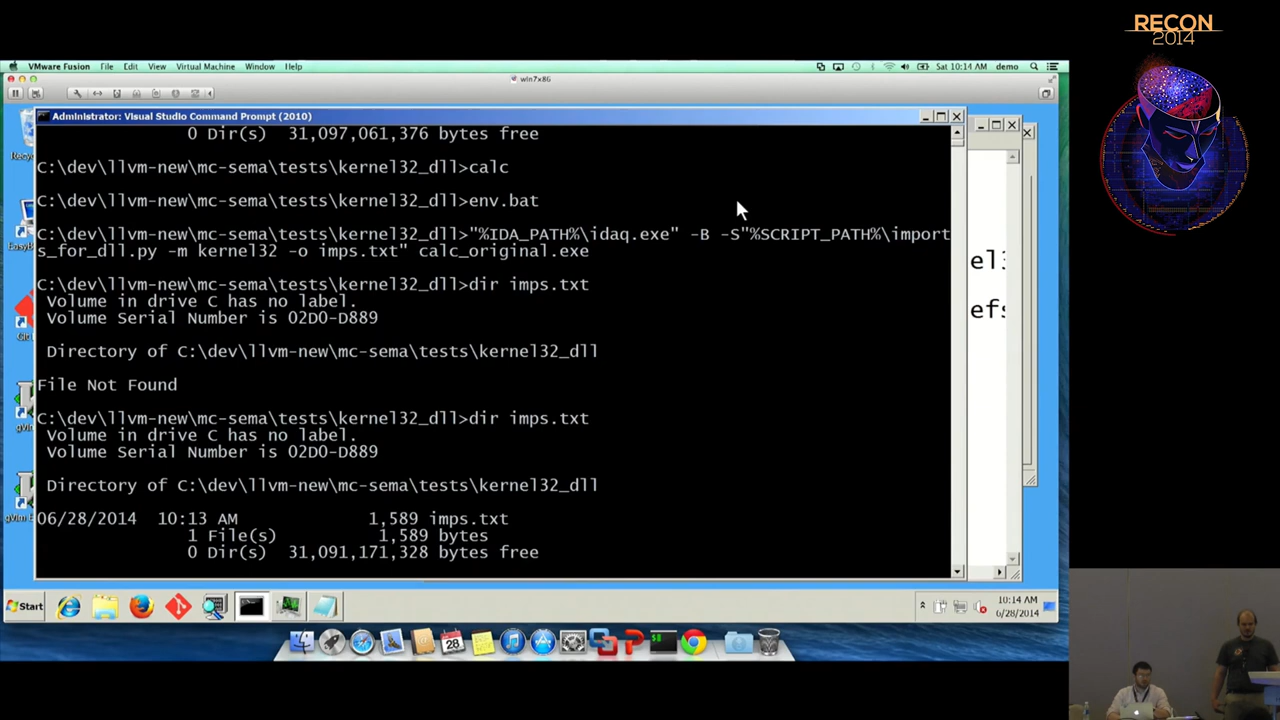 RECON
2014
VMware Fusion File Edit View Virtual Machine Window Help
Sat 10:14 AM demo
win7x86
Administrator: Visual Studio Command Prompt (2010)
0 Dir(s) 31,097,061,376 bytes free
C:\dev\llvm-new\mc-sema\tests\kernel32_dll>calc
C:\dev\llvm-new\mc-sema\tests\kernel32_dll>env.bat
C:\dev\llvm-new\mc-sema\tests\kernel32_dll>"%IDA_PATH%\idaq.exe" -B -S"%SCRIPT_PATH%\import
s_for_dll.py -m kernel32 -o imps.txt" calc_original.exe
C:\dev\llvm-new\mc-sema\tests\kernel32_dll>dir imps.txt
Volume in drive C has no label.
Volume Serial Number is 02D0-D889
Directory of C:\dev\llvm-new\mc-sema\tests\kernel32_dll
File Not Found
C:\dev\llvm-new\mc-sema\tests\kernel32_dll>dir imps.txt
Volume in drive C has no label.
Volume Serial Number is 02D0-D889
Directory of C:\dev\llvm-new\mc-sema\tests\kernel32_dll
06/28/2014 10:13 AM 1,589 imps.txt
1 File(s) 1,589 bytes
0 Dir(s) 31,091,171,328 bytes free
el3
efs
Start
10:14 AM
6/28/2014
28